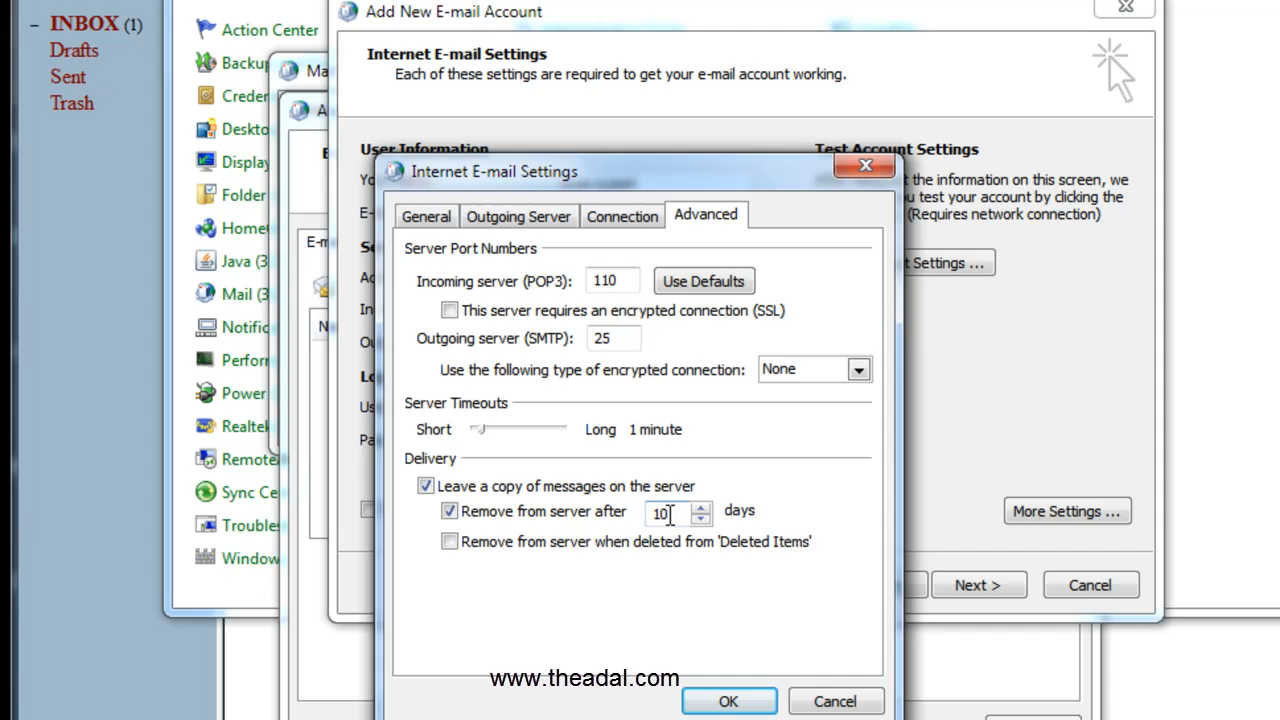 INBOX (1)
Drafts
Sent
Trash
Action Center
Backup
Creder
Deskto
Display
Folder
Home
Java (3
Mail (3
Notific
Perforn
Power
Realtek
Remote
Sync Ce
Troubles
Window
Ma
A
E-m
N
Add New E-mail Account
Internet E-mail Settings
Each of these settings are required to get your e-mail account working.
User Information
Test Account Settings
the information on this screen, we
you test your account by clicking the
(Requires network connection)
t Settings ...
More Settings ...
Next >
Cancel
Internet E-mail Settings
General
Outgoing Server
Connection
Advanced
Server Port Numbers
Incoming server (POP3): 110 Use Defaults
This server requires an encrypted connection (SSL)
Outgoing server (SMTP): 25
Use the following type of encrypted connection: None
Server Timeouts
Short Long 1 minute
Delivery
Leave a copy of messages on the server
Remove from server after 10 days
Remove from server when deleted from 'Deleted Items'
www.theadal.com
OK
Cancel